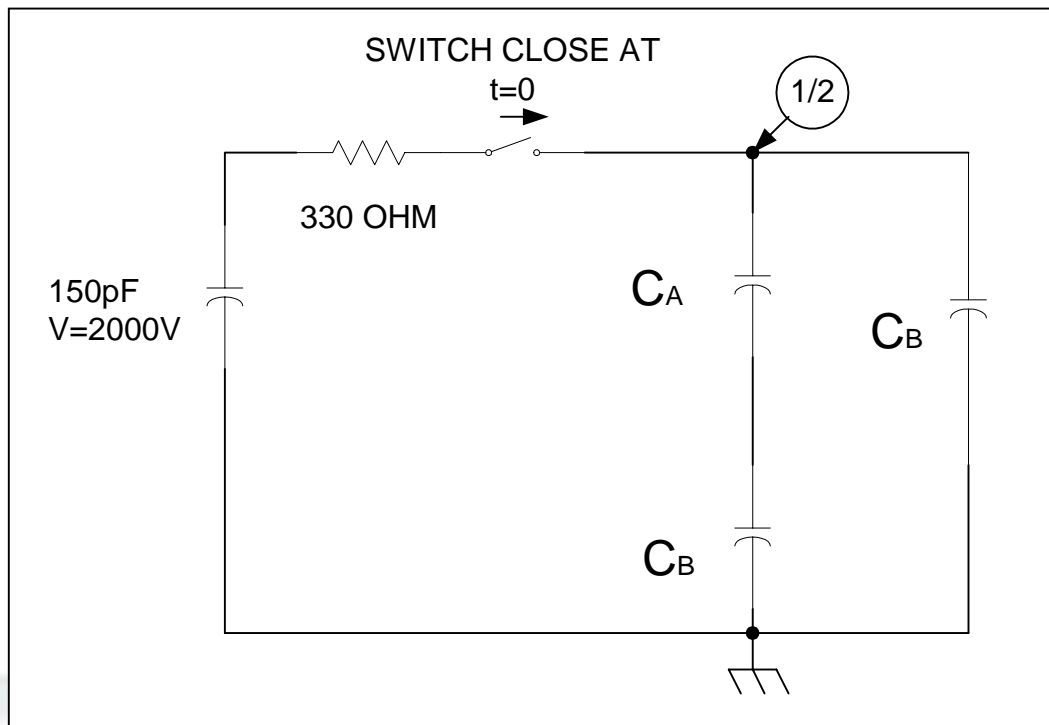 SWITCH CLOSE AT
t=0
1/2
330 OHM
150pF
V=2000V
CA
CB
CB